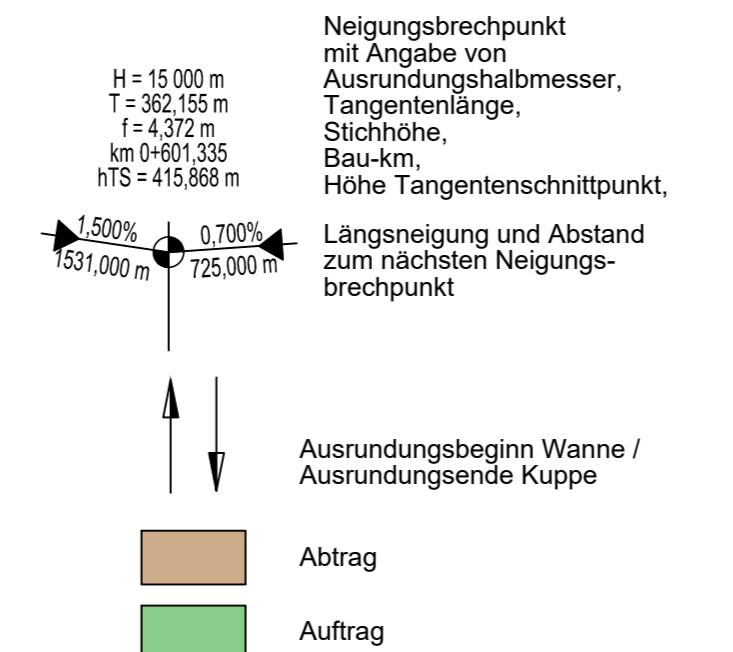 H = 15 000 m
T = 362,155 m
f = 4,372 m
km 0+601,335
hTS = 415,868 m
1,500%
1531,000 m
0,700%
725,000 m
Neigungsbrechpunkt
mit Angabe von
Ausrundungshalbmesser,
Tangentenlänge,
Stichhöhe,
Bau-km,
Höhe Tangentenschnittpunkt,
Längsneigung und Abstand
zum nächsten Neigungs-
brechpunkt
Ausrundungsbeginn Wanne /
Ausrundungsende Kuppe
Abtrag
Auftrag